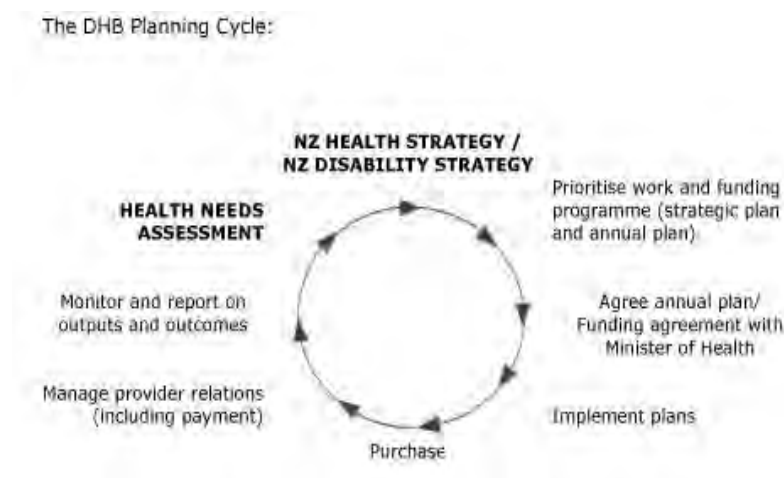 The DHB Planning Cycle:
NZ HEALTH STRATEGY /
NZ DISABILITY STRATEGY
Prioritise work and funding
programme (strategic plan
and annual plan)
Agree annual plan/
Funding agreement with
Minister of Health
Implement plans
Purchase
Manage provider relations
(including payment)
Monitor and report on
outputs and outcomes
HEALTH NEEDS
ASSESSMENT